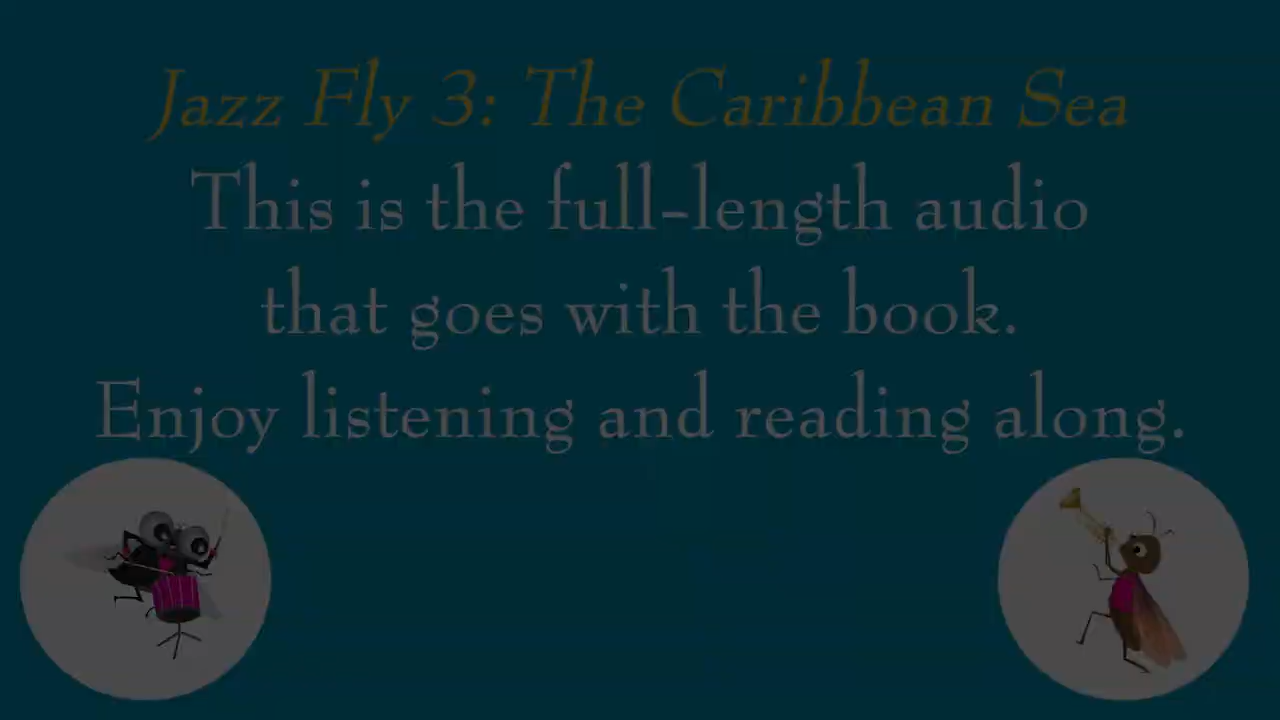 Jazz Fly 3: The Caribbean Sea
This is the full-length audio
that goes with the book.
Enjoy listening and reading along.